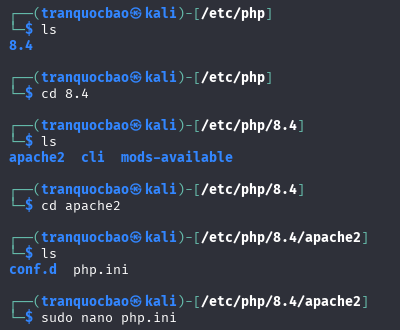 ┌──(tranquocbao㉿kali)-[/etc/php]
└─$ ls
8.4
┌──(tranquocbao㉿kali)-[/etc/php]
└─$ cd 8.4
┌──(tranquocbao㉿kali)-[/etc/php/8.4]
└─$ ls
apache2  cli  mods-available
┌──(tranquocbao㉿kali)-[/etc/php/8.4]
└─$ cd apache2
┌──(tranquocbao㉿kali)-[/etc/php/8.4/apache2]
└─$ ls
conf.d  php.ini
┌──(tranquocbao㉿kali)-[/etc/php/8.4/apache2]
└─$ sudo nano php.ini